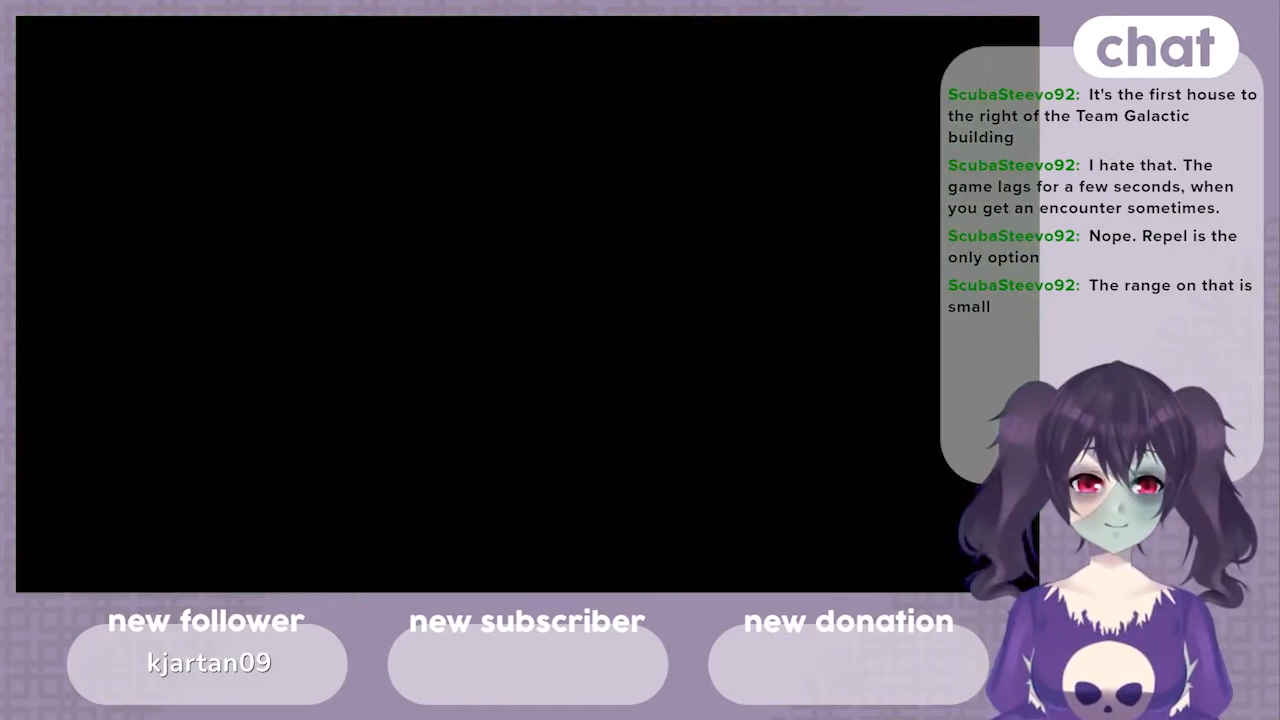 chat
ScubaSteevo92: It's the first house to
the right of the Team Galactic
building
ScubaSteevo92: I hate that. The
game lags for a few seconds, when
you get an encounter sometimes.
ScubaSteevo92: Nope. Repel is the
only option
ScubaSteevo92: The range on that is
small
new follower
kjartan09
new subscriber
new donation